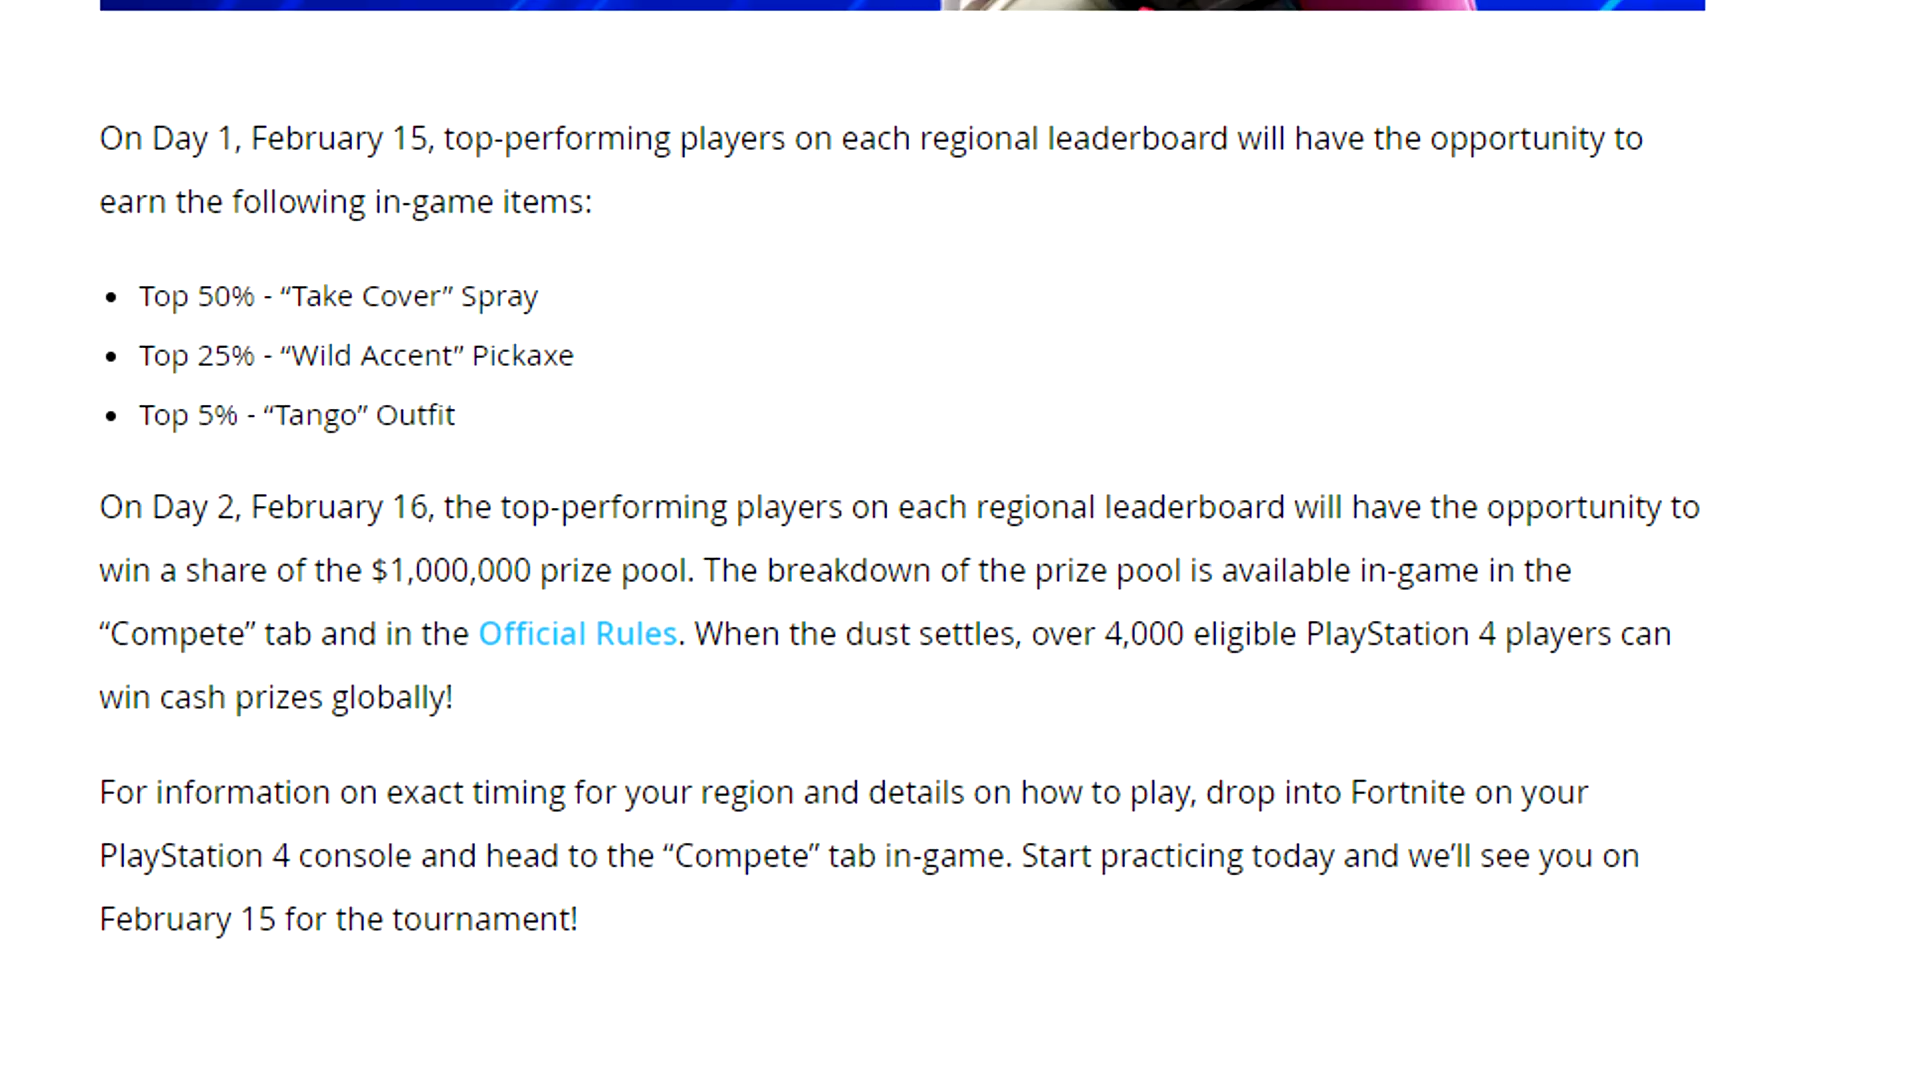 On Day 1, February 15, top-performing players on each regional leaderboard will have the opportunity to
earn the following in-game items:
• Top 50% - “Take Cover” Spray
• Top 25% - “Wild Accent” Pickaxe
• Top 5% - “Tango” Outfit
On Day 2, February 16, the top-performing players on each regional leaderboard will have the opportunity to
win a share of the $1,000,000 prize pool. The breakdown of the prize pool is available in-game in the
“Compete” tab and in the Official Rules. When the dust settles, over 4,000 eligible PlayStation 4 players can
win cash prizes globally!
For information on exact timing for your region and details on how to play, drop into Fortnite on your
PlayStation 4 console and head to the “Compete” tab in-game. Start practicing today and we’ll see you on
February 15 for the tournament!